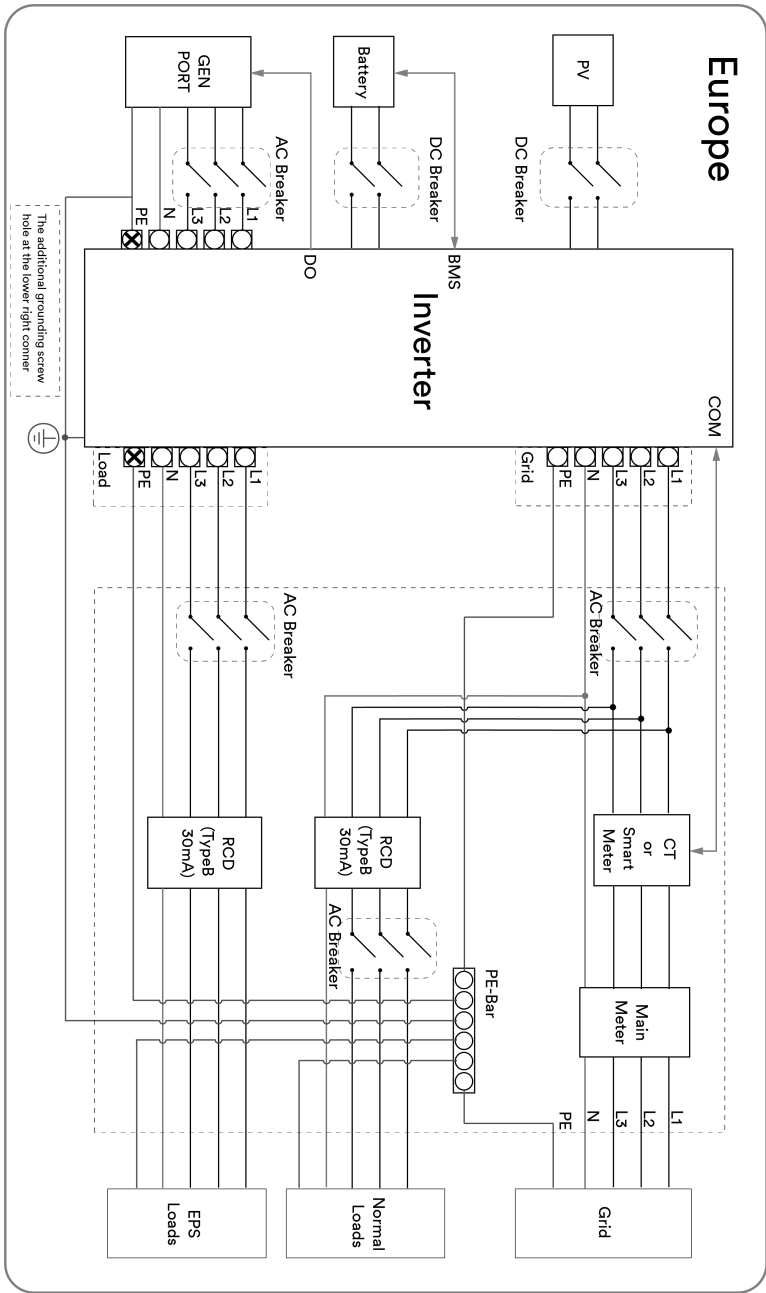 Europe
PV
Battery
GEN
PORT
DC Breaker
DC Breaker
AC Breaker
L1
L2
L3
N
PE
The additional grounding screw
hole at the lower right conner
DO
BMS
Inverter
COM
Grid
L1
L2
L3
N
PE
Load
L1
L2
L3
N
PE
AC Breaker
AC Breaker
CT
or
Smart
Meter
RCD
(TypeB
30mA)
RCD
(TypeB
30mA)
AC Breaker
PE-Bar
Main
Meter
L1
L2
L3
N
PE
Grid
Normal
Loads
EPS
Loads